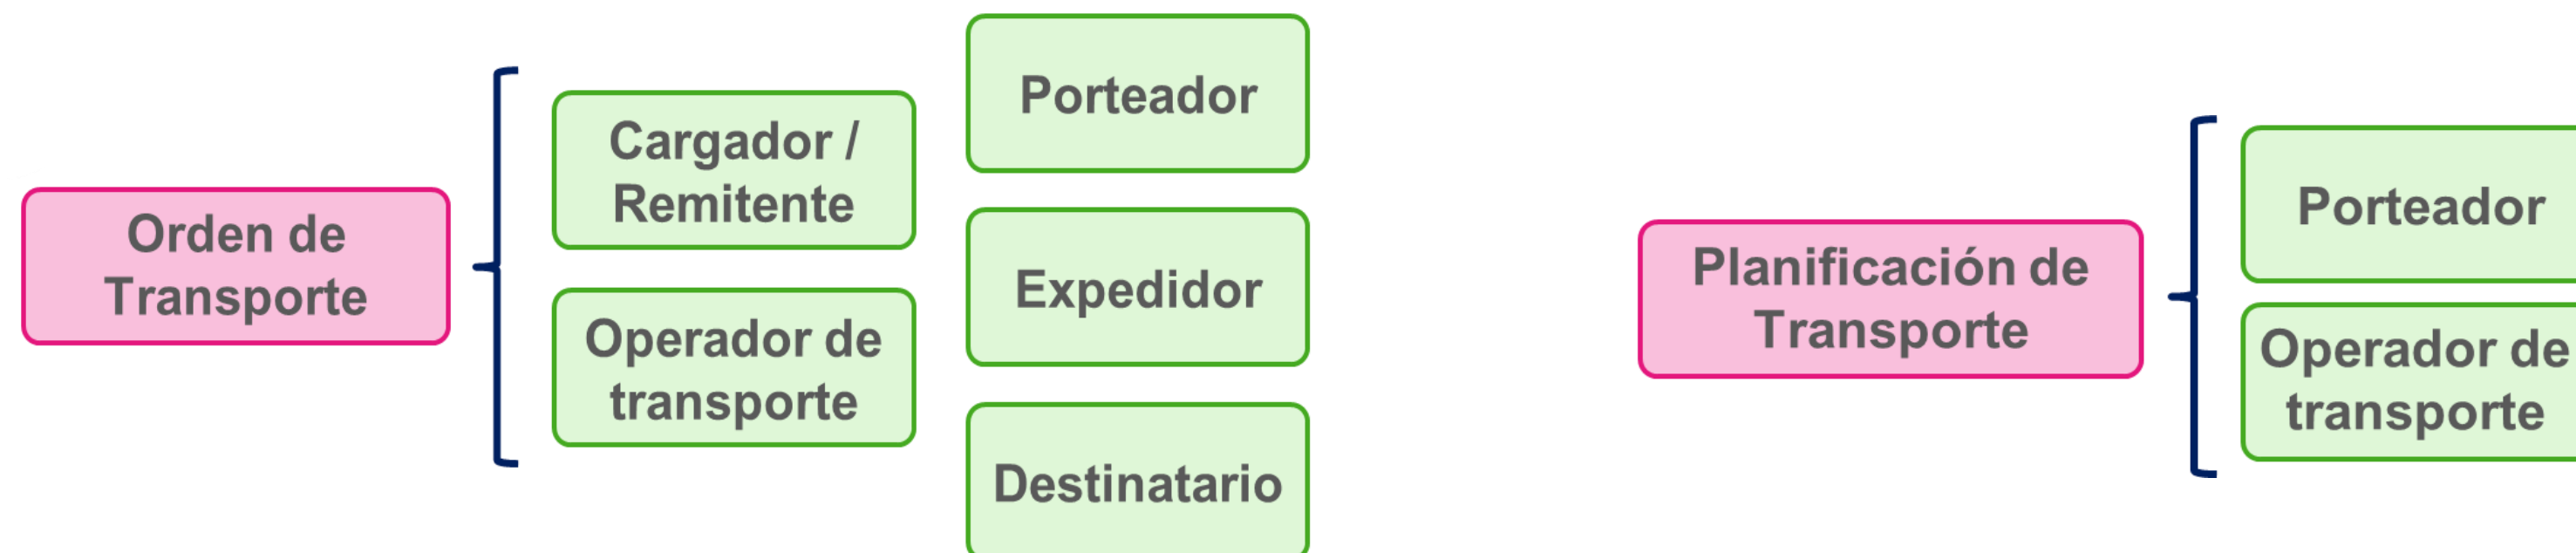 Orden de
Transporte
Cargador /
Remitente
Operador de
transporte
Porteador
Expedidor
Destinatario
Planificación de
Transporte
Porteador
Operador de
transporte